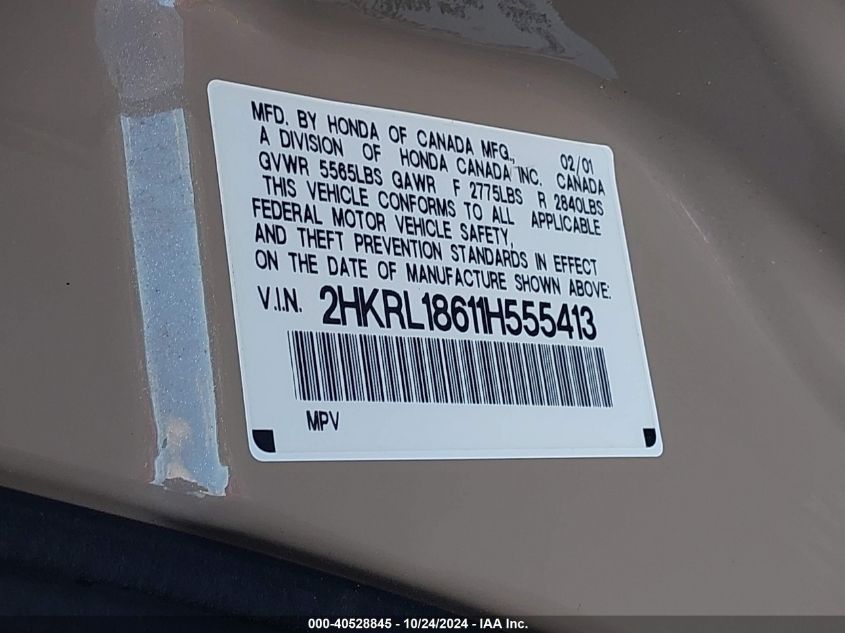 MFD. BY HONDA OF CANADA MFG., 02/01
A DIVISION OF HONDA CANADA INC. CANADA
GVWR 5565LBS GAWR F 2775LBS R 2840LBS
THIS VEHICLE CONFORMS TO ALL APPLICABLE
FEDERAL MOTOR VEHICLE SAFETY,
AND THEFT PREVENTION STANDARDS IN EFFECT
ON THE DATE OF MANUFACTURE SHOWN ABOVE:
V.I.N. 2HKRL18611H555413
MPV
000-40528845 - 10/24/2024 - IAA Inc.